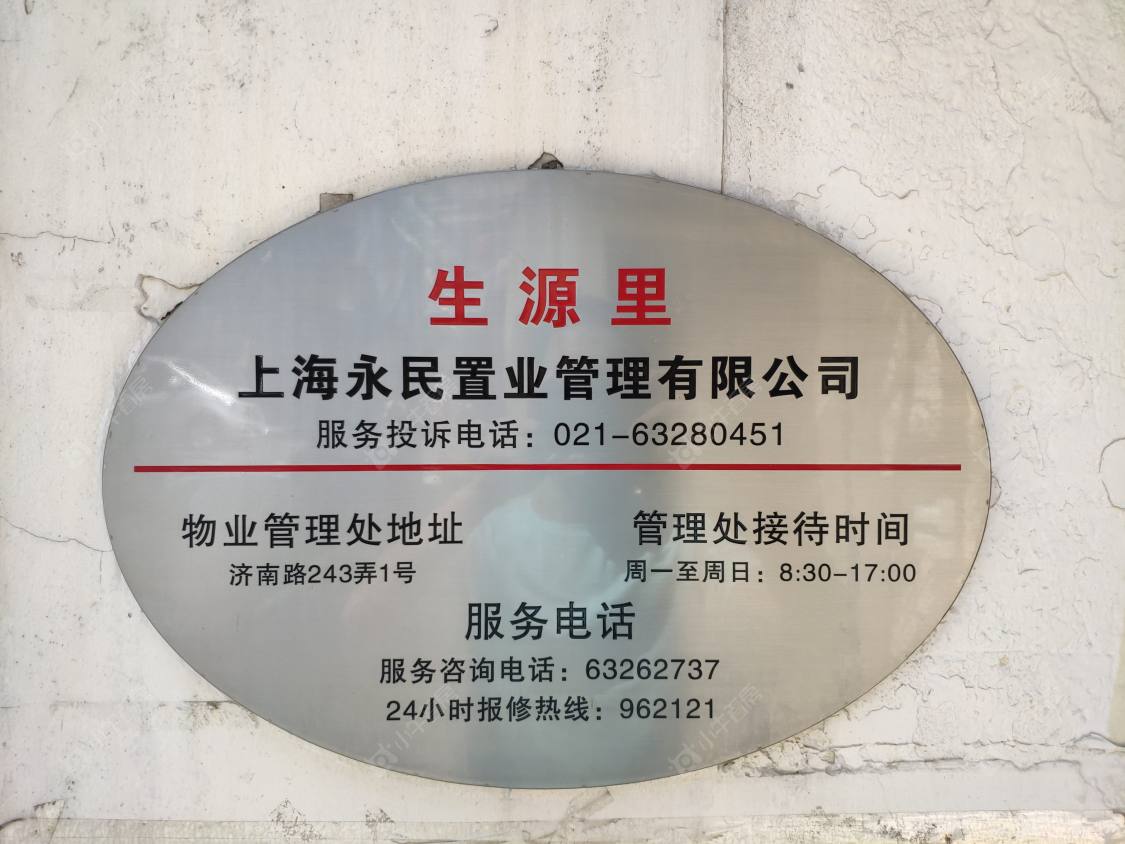 生源里
上海永民置业管理有限公司
服务投诉电话：021-63280451
物业管理处地址
济南路243弄1号
管理处接待时间
周一至周日：8:30-17:00
服务电话
服务咨询电话：63262737
24小时报修热线：962121